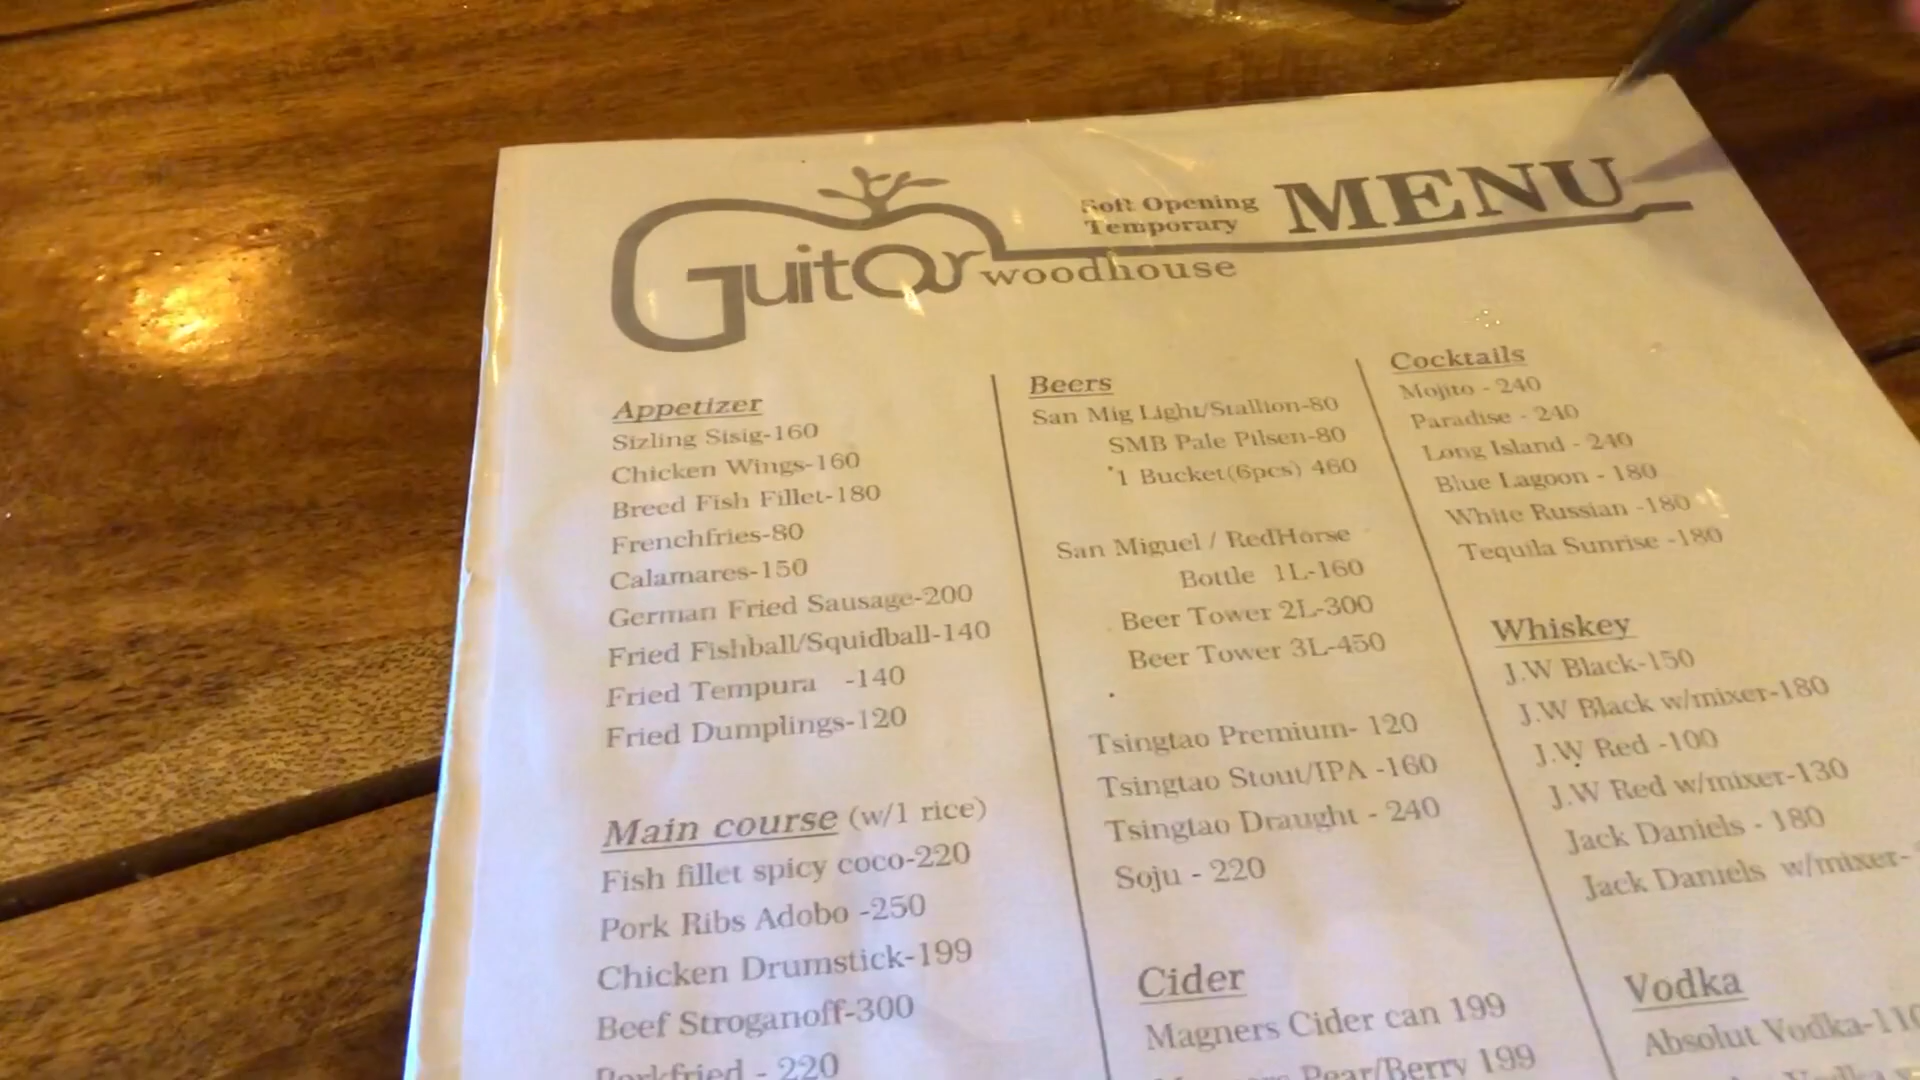 Guitar woodhouse
Soft Opening
Temporary
MENU
Appetizer
Sizling Sisig-160
Chicken Wings-160
Breed Fish Fillet-180
Frenchfries-80
Calamares-150
German Fried Sausage-200
Fried Fishball/Squidball-140
Fried Tempura -140
Fried Dumplings-120
Main course (w/1 rice)
Fish fillet spicy coco-220
Pork Ribs Adobo -250
Chicken Drumstick-199
Beef Stroganoff-300
Porkfried - 220
Beers
San Mig Light/Stallion-80
SMB Pale Pilsen-80
1 Bucket(6pcs) 460
San Miguel / RedHorse
Bottle 1L-160
Beer Tower 2L-300
Beer Tower 3L-450
Tsingtao Premium- 120
Tsingtao Stout/IPA -160
Tsingtao Draught - 240
Soju - 220
Cider
Magners Cider can 199
Pear/Berry 199
Cocktails
Mojito - 240
Paradise - 240
Long Island - 240
Blue Lagoon - 180
White Russian -180
Tequila Sunrise -180
Whiskey
J.W Black-150
J.W Black w/mixer-180
J.W Red -100
J.W Red w/mixer-130
Jack Daniels - 180
Jack Daniels w/mixer-
Vodka
Absolut Vodka-110